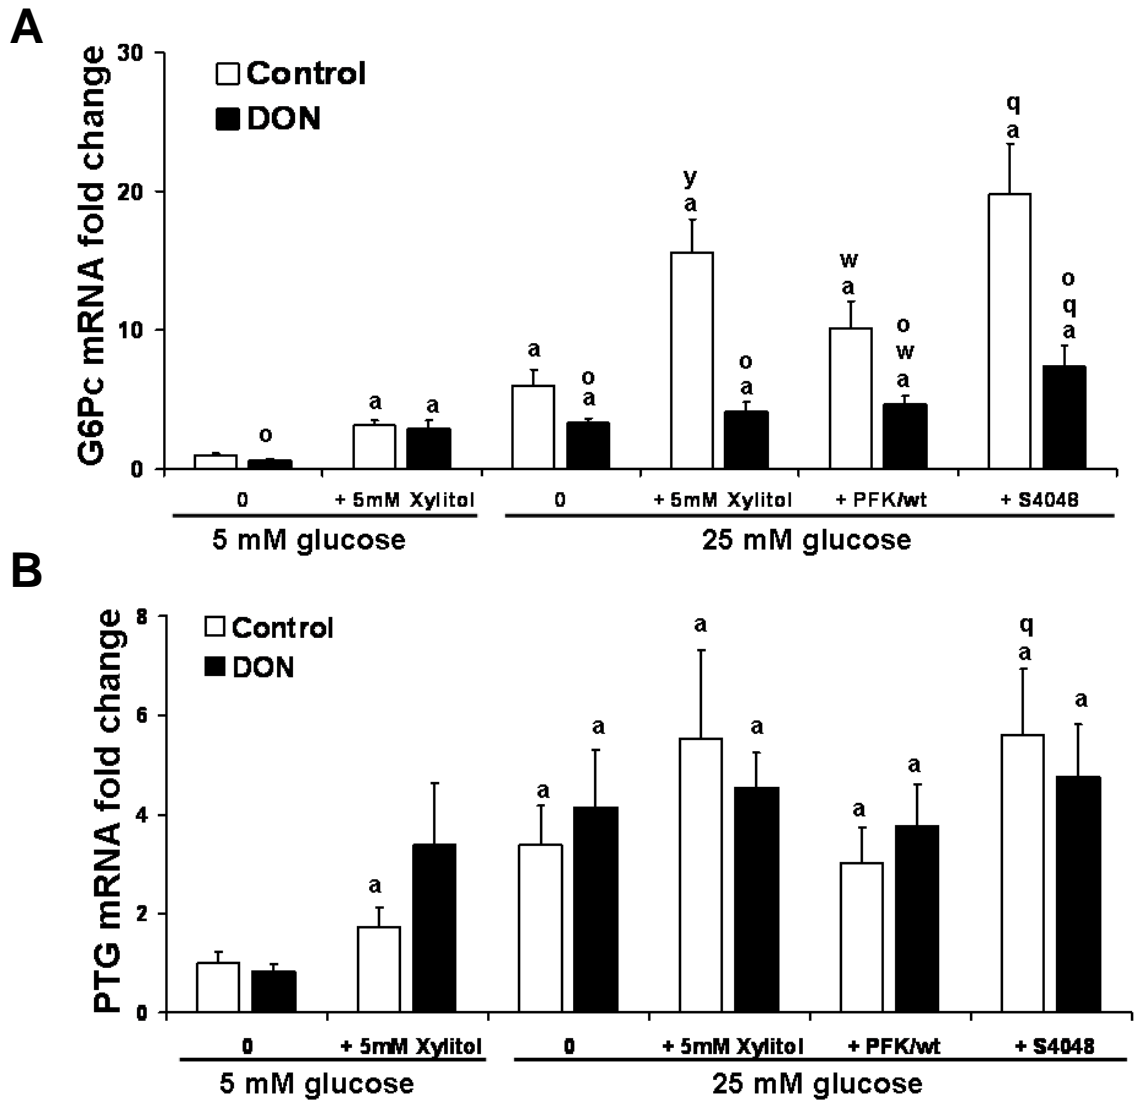 A
G6Pc mRNA fold change
30
20
10
0
Control
DON
o
a
a
a
o
a
y
a
o
a
w
a
o
w
a
q
a
o
q
a
0
+ 5mM Xylitol
0
+ 5mM Xylitol
+ PFK/wt
+ S4048
5 mM glucose
25 mM glucose
B
PTG mRNA fold change
8
6
4
2
0
Control
DON
a
a
a
a
a
a
a
q
a
a
0
+ 5mM Xylitol
0
+ 5mM Xylitol
+ PFK/wt
+ S4048
5 mM glucose
25 mM glucose